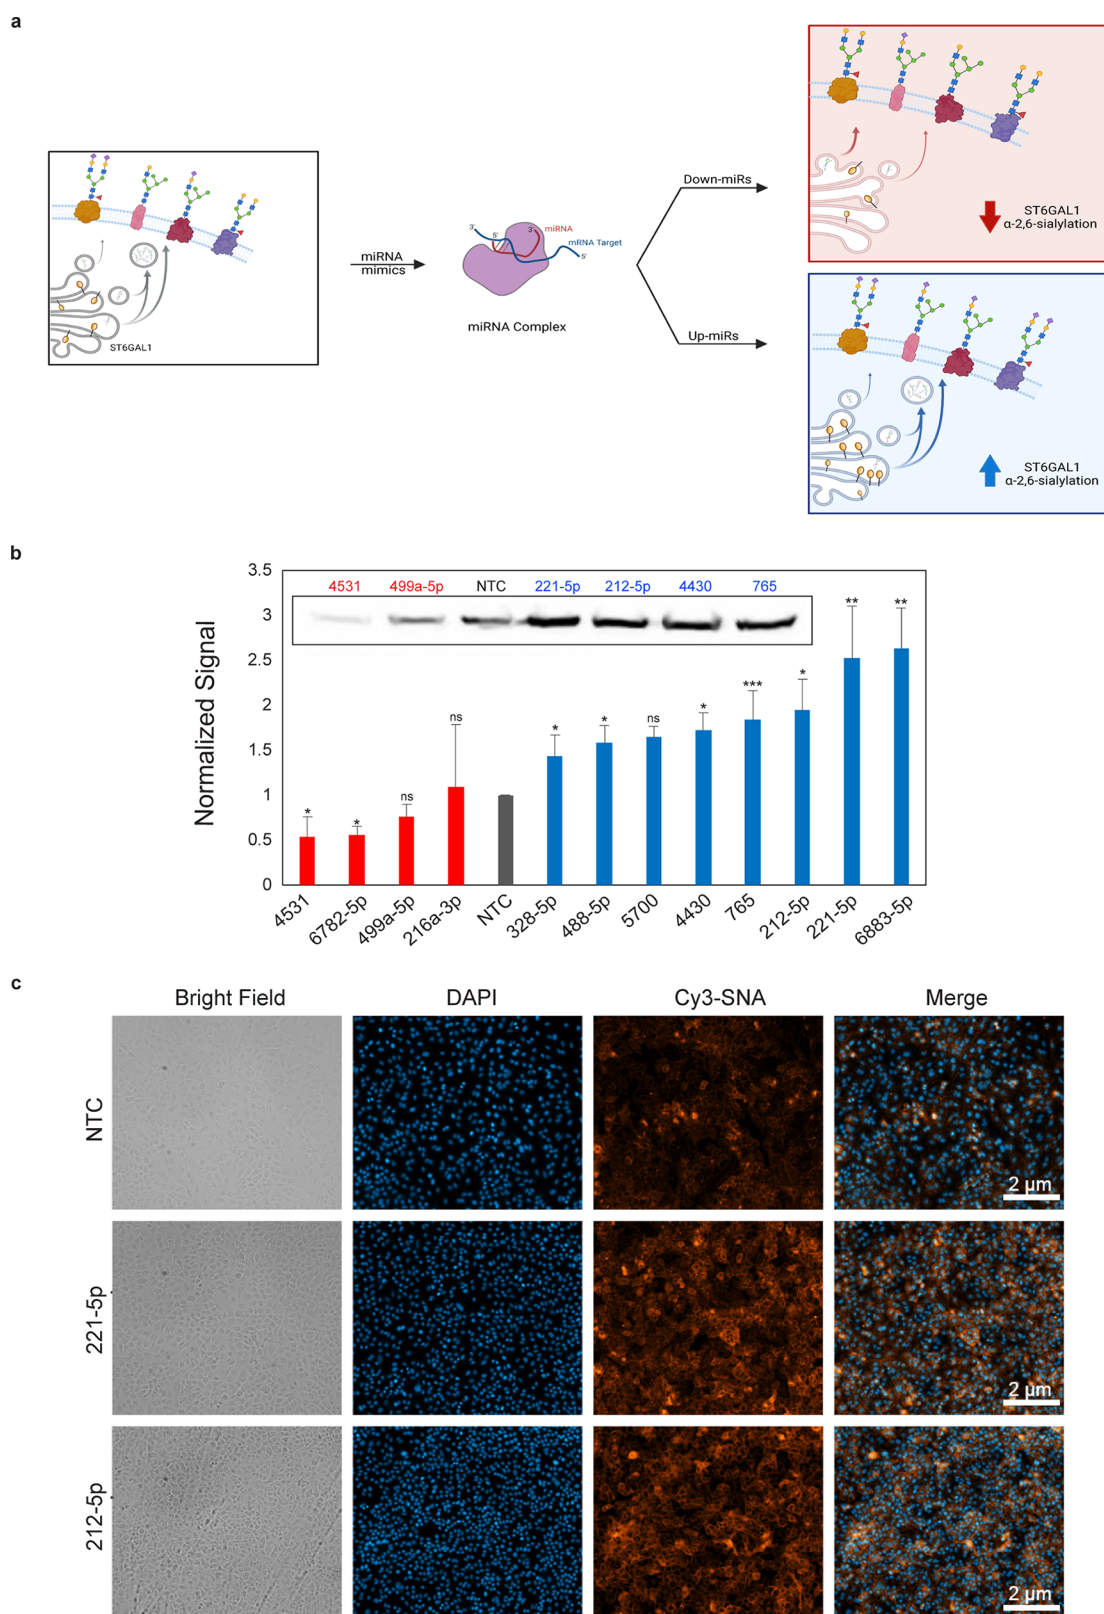 a
ST6GAL1
miRNA
mimics
3'
5'
3'
miRNA
mRNA Target
5'
miRNA Complex
Down-miRs
Up-miRs
ST6GAL1
α-2,6-sialylation
ST6GAL1
α-2,6-sialylation
b
Normalized Signal
3.5
3
2.5
2
1.5
1
0.5
0
4531 499a-5p NTC 221-5p 212-5p 4430 765
* * ns ns * * ns * *** * ** **
4531 6782-5p 499a-5p 216a-3p NTC 328-5p 488-5p 5700 4430 765 212-5p 221-5p 6883-5p
c
Bright Field DAPI Cy3-SNA Merge
NTC
2 µm
221-5p
2 µm
212-5p
2 µm